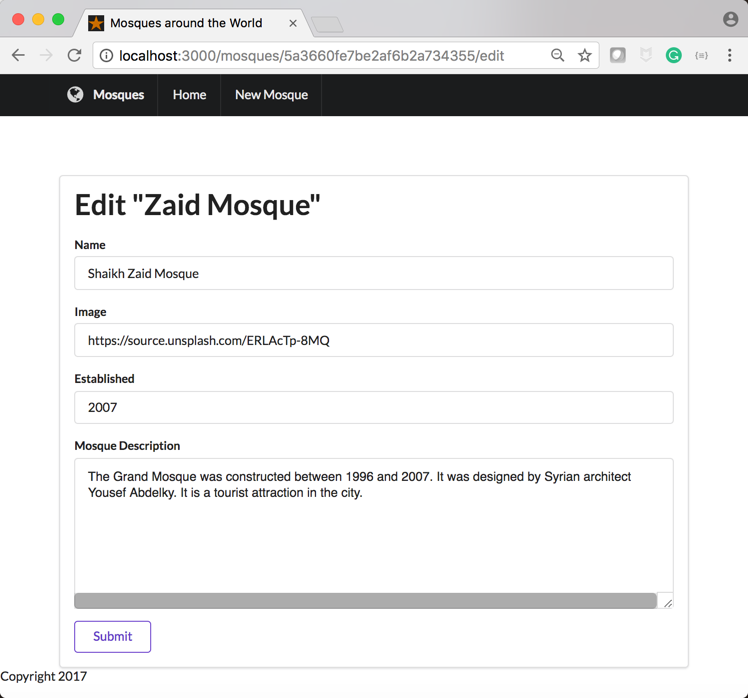 Mosques around the World
localhost:3000/mosques/5a3660fe7be2af6b2a734355/edit
Mosques Home New Mosque
Edit "Zaid Mosque"
Name
Shaikh Zaid Mosque
Image
https://source.unsplash.com/ERLAcTp-8MQ
Established
2007
Mosque Description
The Grand Mosque was constructed between 1996 and 2007. It was designed by Syrian architect
Yousef Abdelky. It is a tourist attraction in the city.
Submit
Copyright 2017